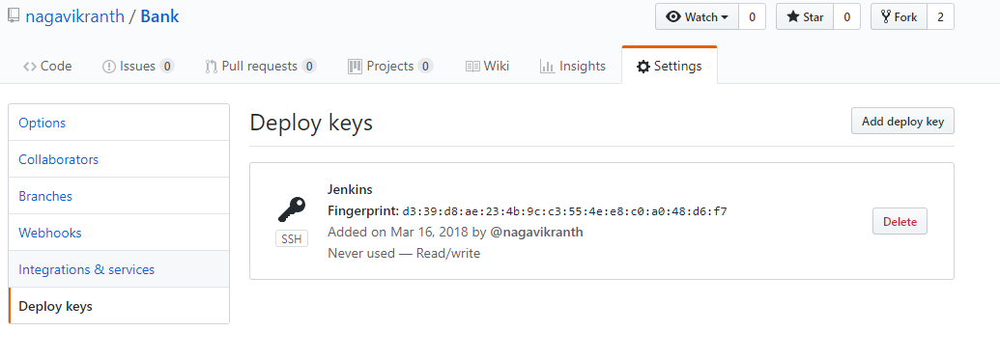 nagavikranth / Bank
Watch 0 Star 0 Fork 2
Code Issues 0 Pull requests 0 Projects 0 Wiki Insights Settings
Options
Collaborators
Branches
Webhooks
Integrations & services
Deploy keys
Deploy keys Add deploy key
Jenkins
Fingerprint: d3:39:d8:ae:23:4b:9c:c3:55:4e:e8:c0:a0:48:d6:f7
SSH
Added on Mar 16, 2018 by @nagavikranth
Never used — Read/write
Delete